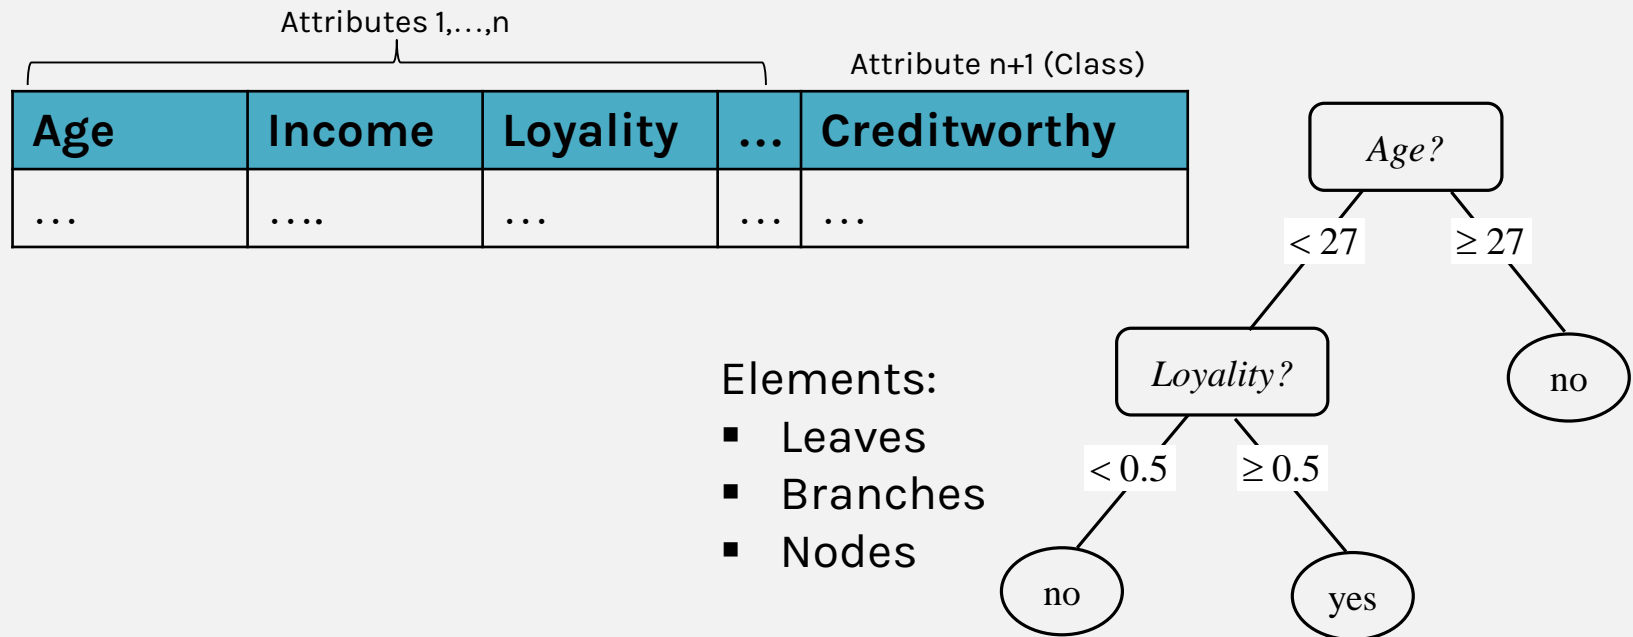 Attributes 1,...,n
Attribute n+1 (Class)
Age Income Loyality ... Creditworthy
... .... ... ... ...
Age?
< 27 ≥ 27
Loyality?
no
< 0.5 ≥ 0.5
no yes
Elements:
▪ Leaves
▪ Branches
▪ Nodes